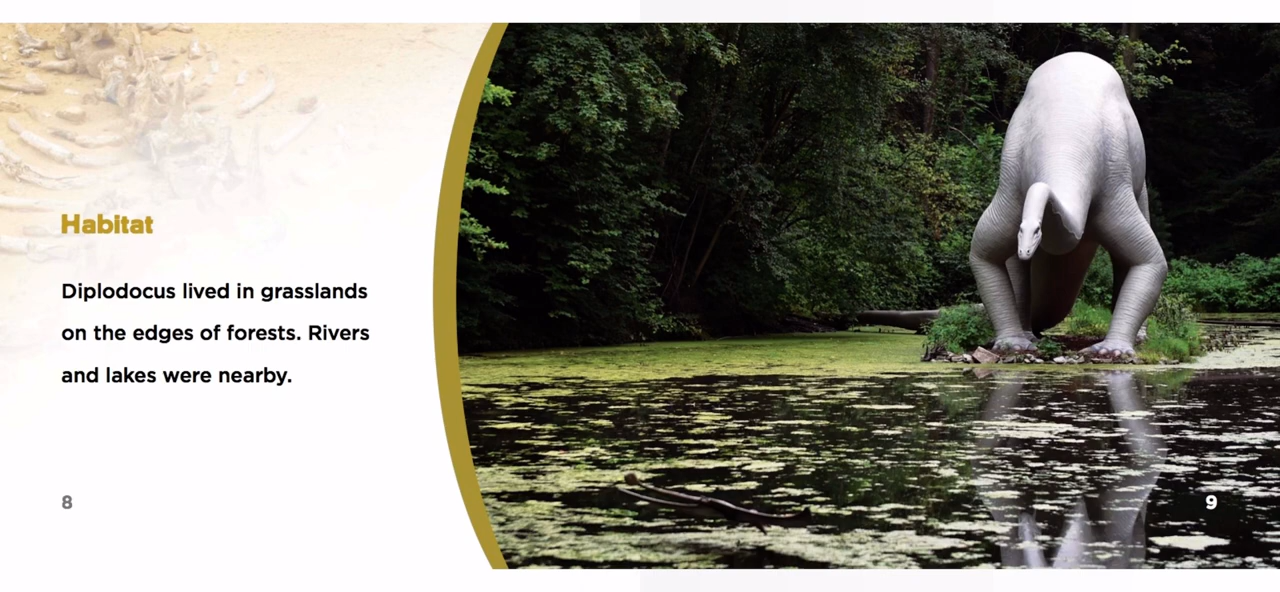 Habitat
Diplodocus lived in grasslands
on the edges of forests. Rivers
and lakes were nearby.
8
9